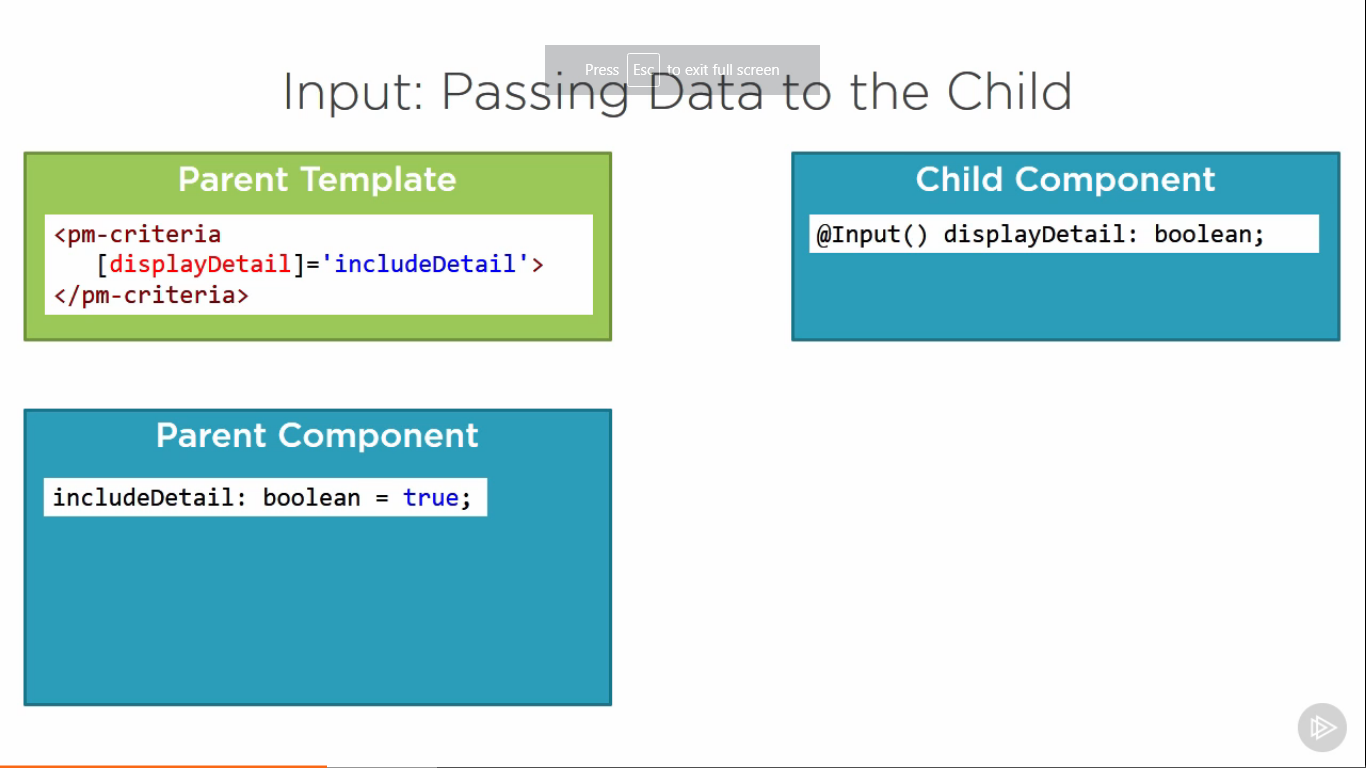 Press Esc to exit full screen
Input: Passing Data to the Child
Parent Template
<pm-criteria
[displayDetail]='includeDetail'>
</pm-criteria>
Child Component
@Input() displayDetail: boolean;
Parent Component
includeDetail: boolean = true;